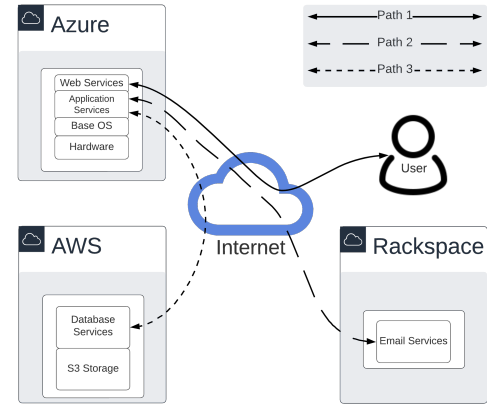 Azure
Web Services
Application
Services
Base OS
Hardware
Path 1
Path 2
Path 3
User
Internet
AWS
Database
Services
S3 Storage
Rackspace
Email Services